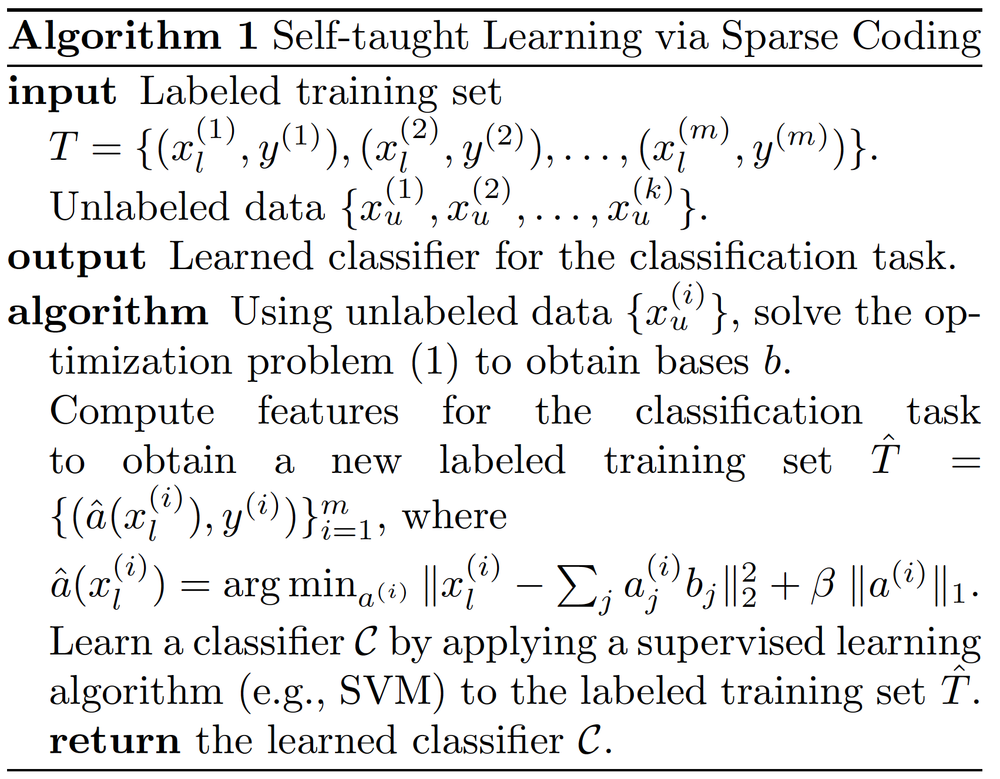 Algorithm 1 Self-taught Learning via Sparse Coding
input Labeled training set
$T = \{(x_l^{(1)}, y^{(1)}), (x_l^{(2)}, y^{(2)}), \ldots, (x_l^{(m)}, y^{(m)})\}.$
Unlabeled data $\{x_u^{(1)}, x_u^{(2)}, \ldots, x_u^{(k)}\}.$
output Learned classifier for the classification task.
algorithm Using unlabeled data $\{x_u^{(i)}\}$, solve the op-
timization problem (1) to obtain bases $b$.
Compute features for the classification task
to obtain a new labeled training set $\hat{T} =$
$\{(\hat{a}(x_l^{(i)}), y^{(i)})\}_{i=1}^{m}$, where
$\hat{a}(x_l^{(i)}) = \arg\min_{a^{(i)}} \|x_l^{(i)} - \sum_j a_j^{(i)} b_j\|_2^2 + \beta \|a^{(i)}\|_1.$
Learn a classifier $\mathcal{C}$ by applying a supervised learning
algorithm (e.g., SVM) to the labeled training set $\hat{T}$.
return the learned classifier $\mathcal{C}$.